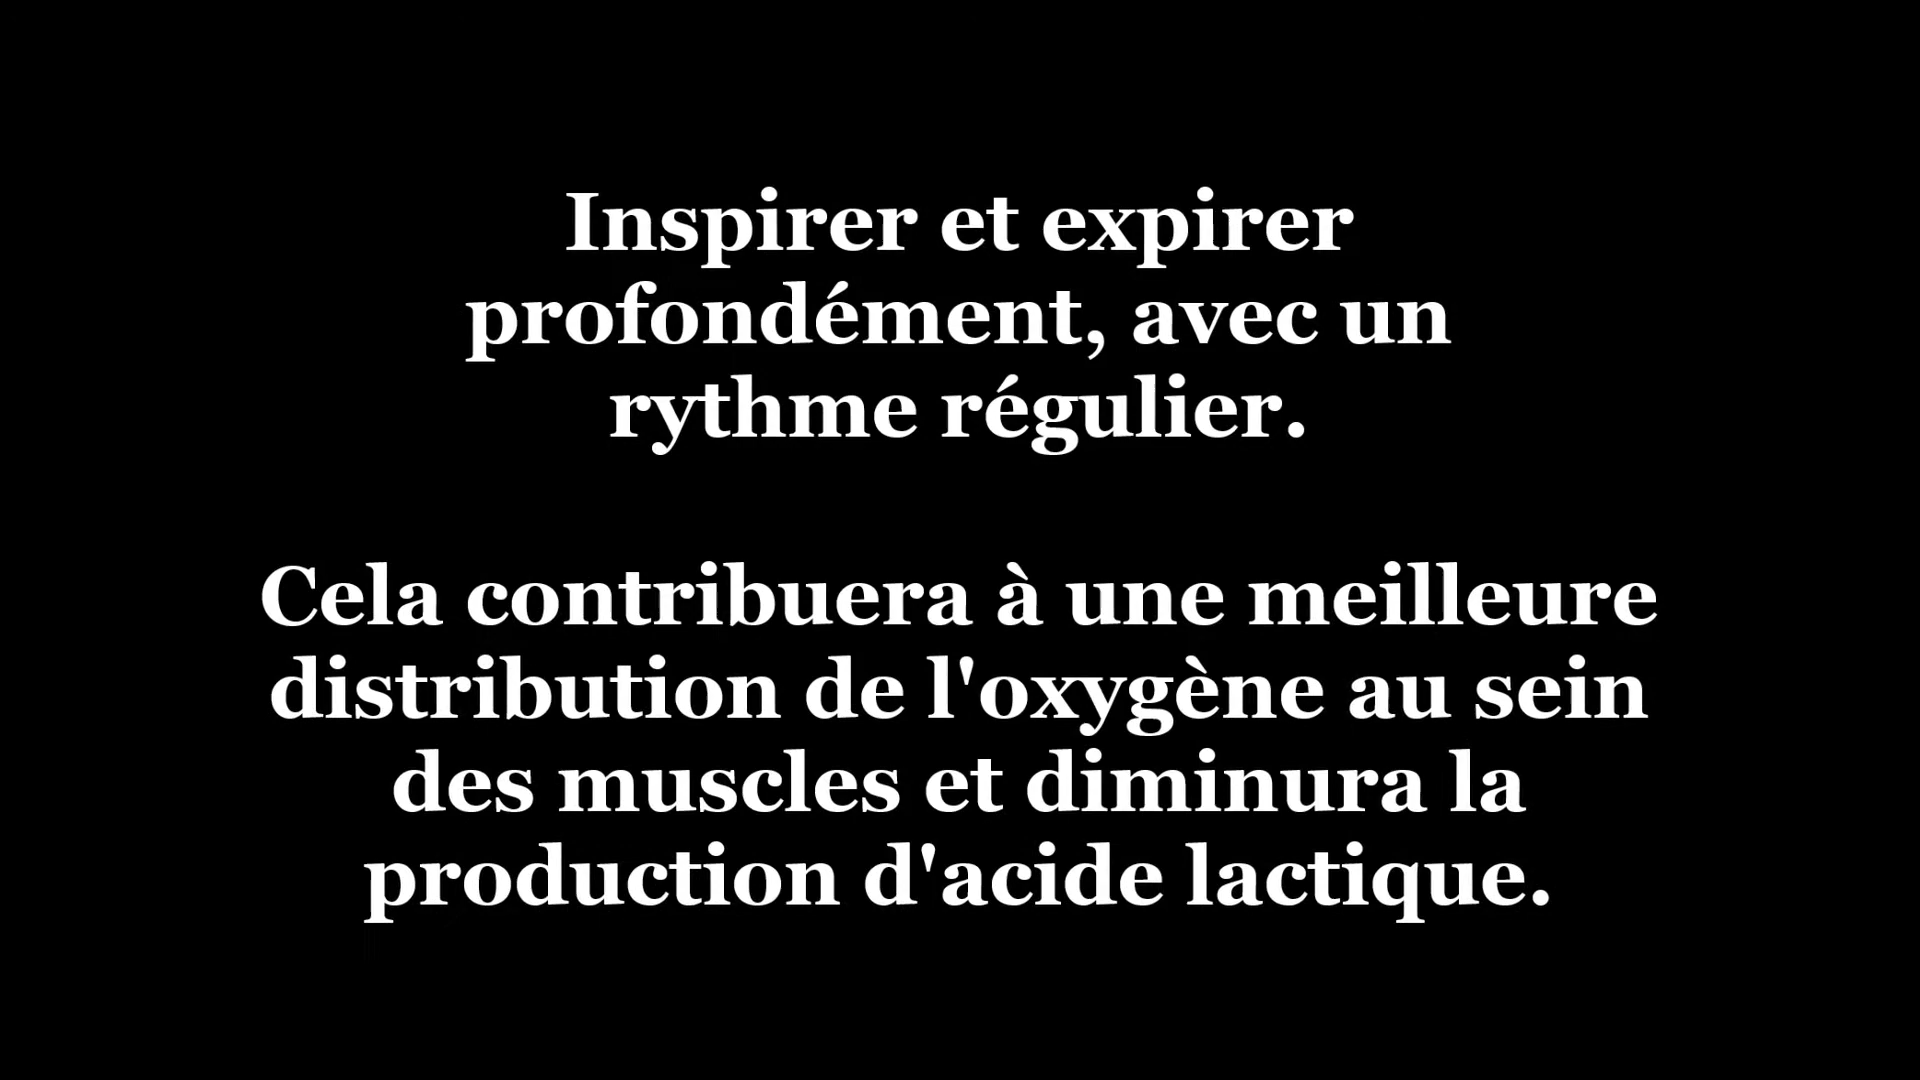 Inspirer et expirer
profondément, avec un
rythme régulier.
Cela contribuera à une meilleure
distribution de l'oxygène au sein
des muscles et diminura la
production d'acide lactique.